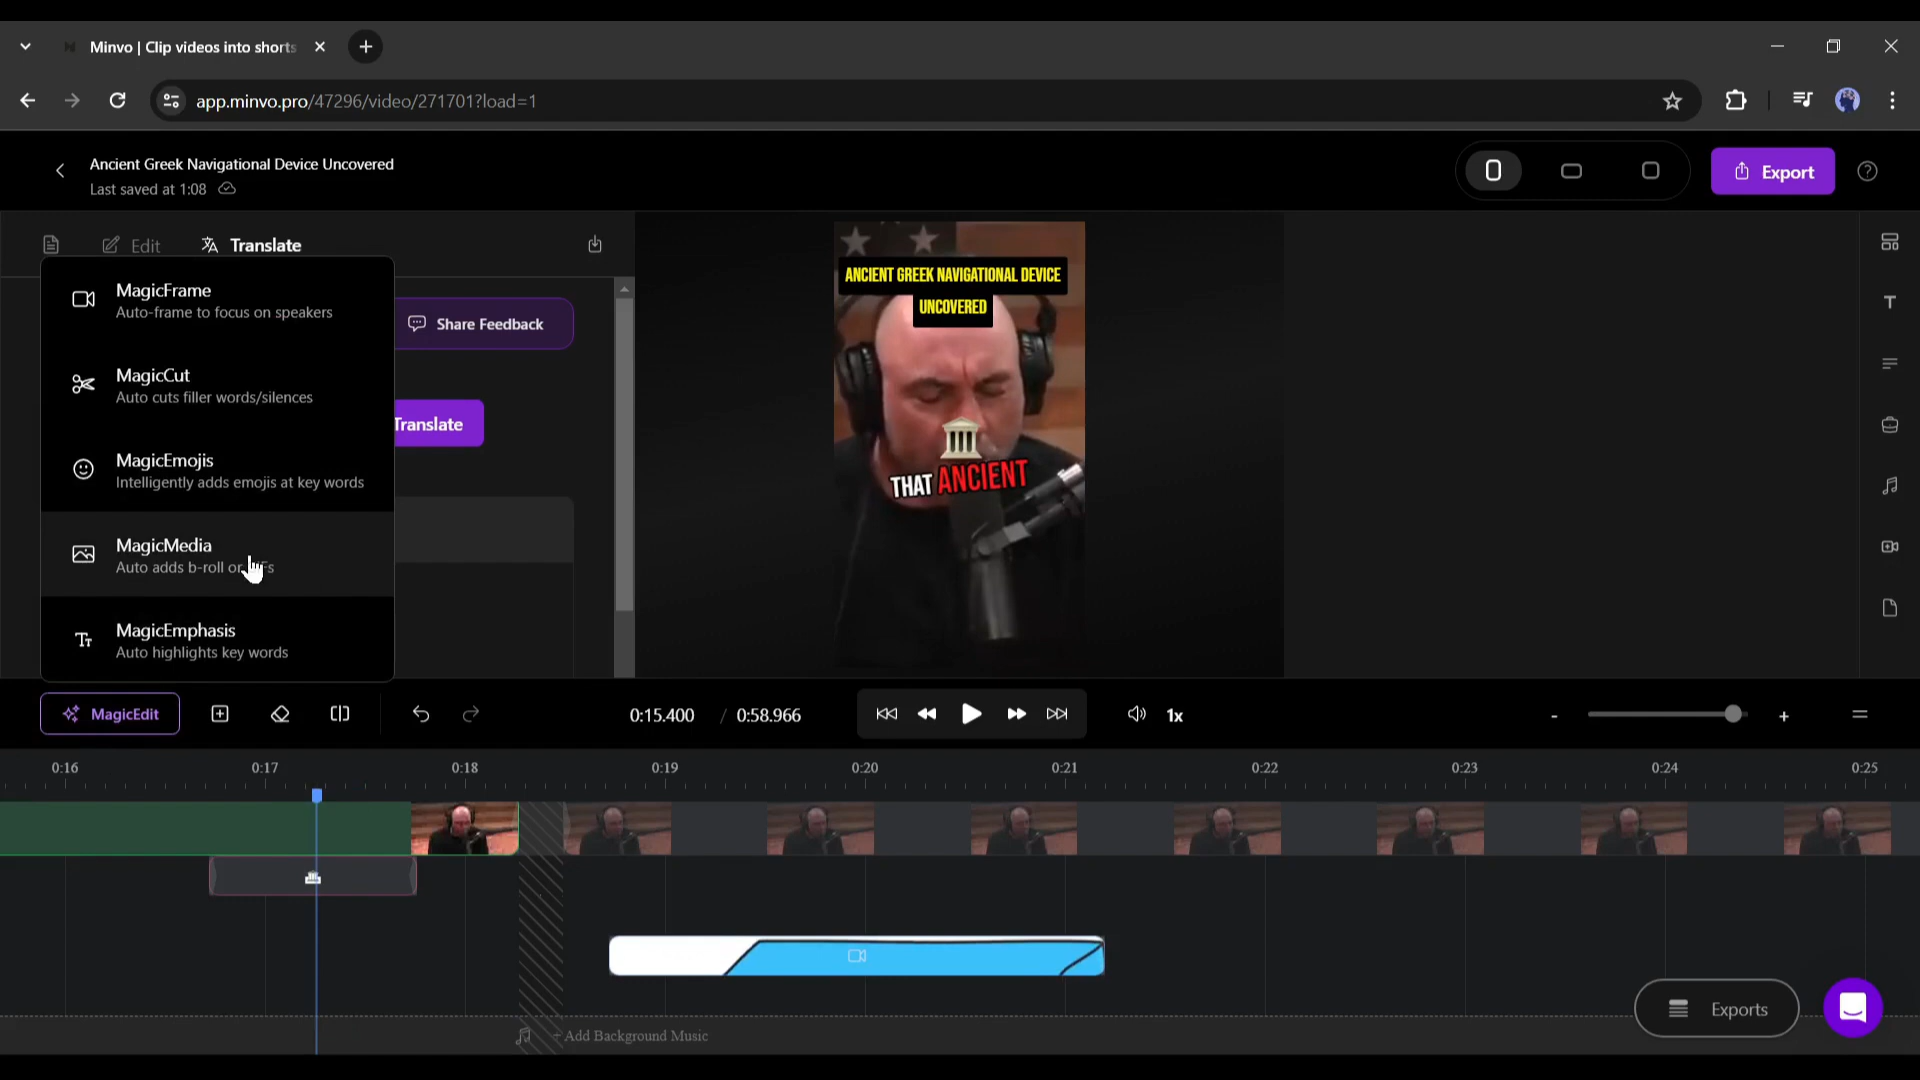 Minvo | Clip videos into shorts
app.minvo.pro/47296/video/271701?load=1
Ancient Greek Navigational Device Uncovered
Last saved at 1:08
Export
Edit
Translate
MagicFrame
Auto-frame to focus on speakers
Share Feedback
MagicCut
Auto cuts filler words/silences
Translate
MagicEmojis
Intelligently adds emojis at key words
MagicMedia
Auto adds b-roll or
MagicEmphasis
Auto highlights key words
ANCIENT GREEK NAVIGATIONAL DEVICE
UNCOVERED
THAT ANCIENT
MagicEdit
0:15.400 / 0:58.966
1x
- +
0:16 0:17 0:18 0:19 0:20 0:21 0:22 0:23 0:24 0:25
+ Add Background Music
Exports